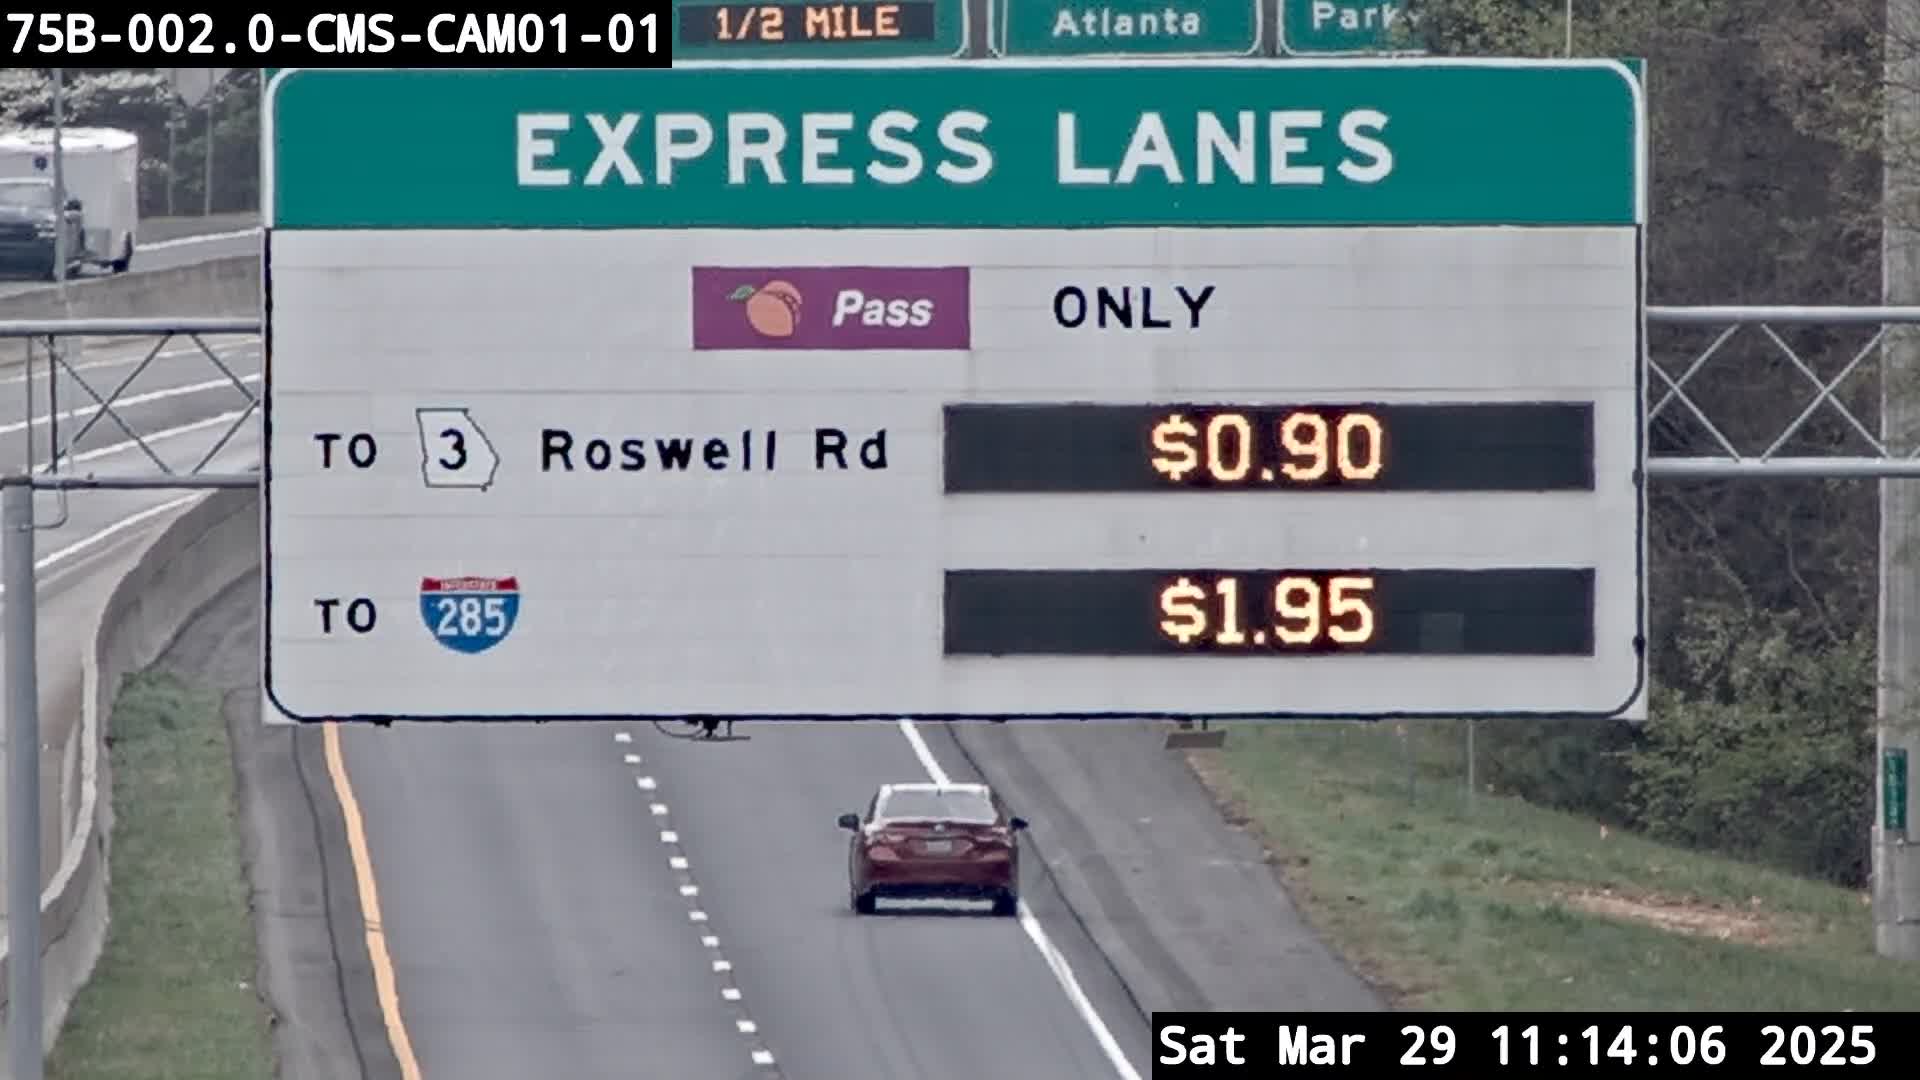 75B-002.0-CMS-CAM01-01
1/2 MILE
Atlanta
EXPRESS LANES
Pass ONLY
TO 3 Roswell Rd $0.90
INTERSTATE
TO 285 $1.95
Sat Mar 29 11:14:06 2025